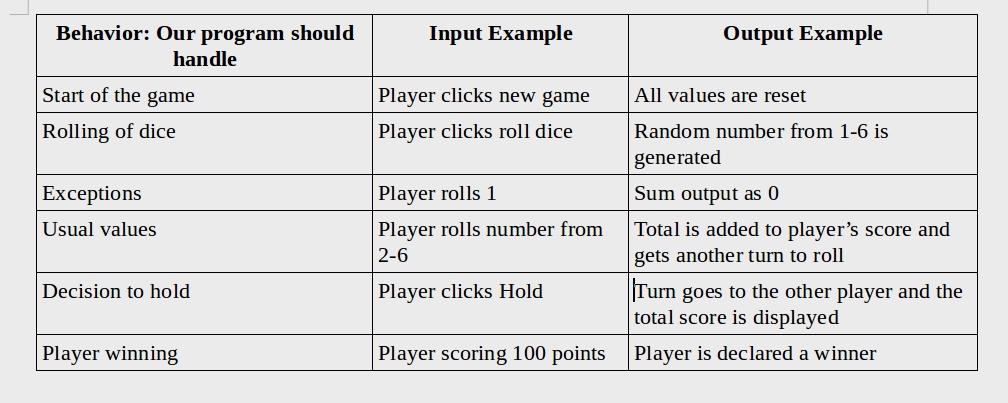 Behavior: Our program should
handle
Input Example
Output Example
Start of the game
Player clicks new game
All values are reset
Rolling of dice
Player clicks roll dice
Random number from 1-6 is
generated
Exceptions
Player rolls 1
Sum output as 0
Usual values
Player rolls number from
2-6
Total is added to player’s score and
gets another turn to roll
Decision to hold
Player clicks Hold
Turn goes to the other player and the
total score is displayed
Player winning
Player scoring 100 points
Player is declared a winner